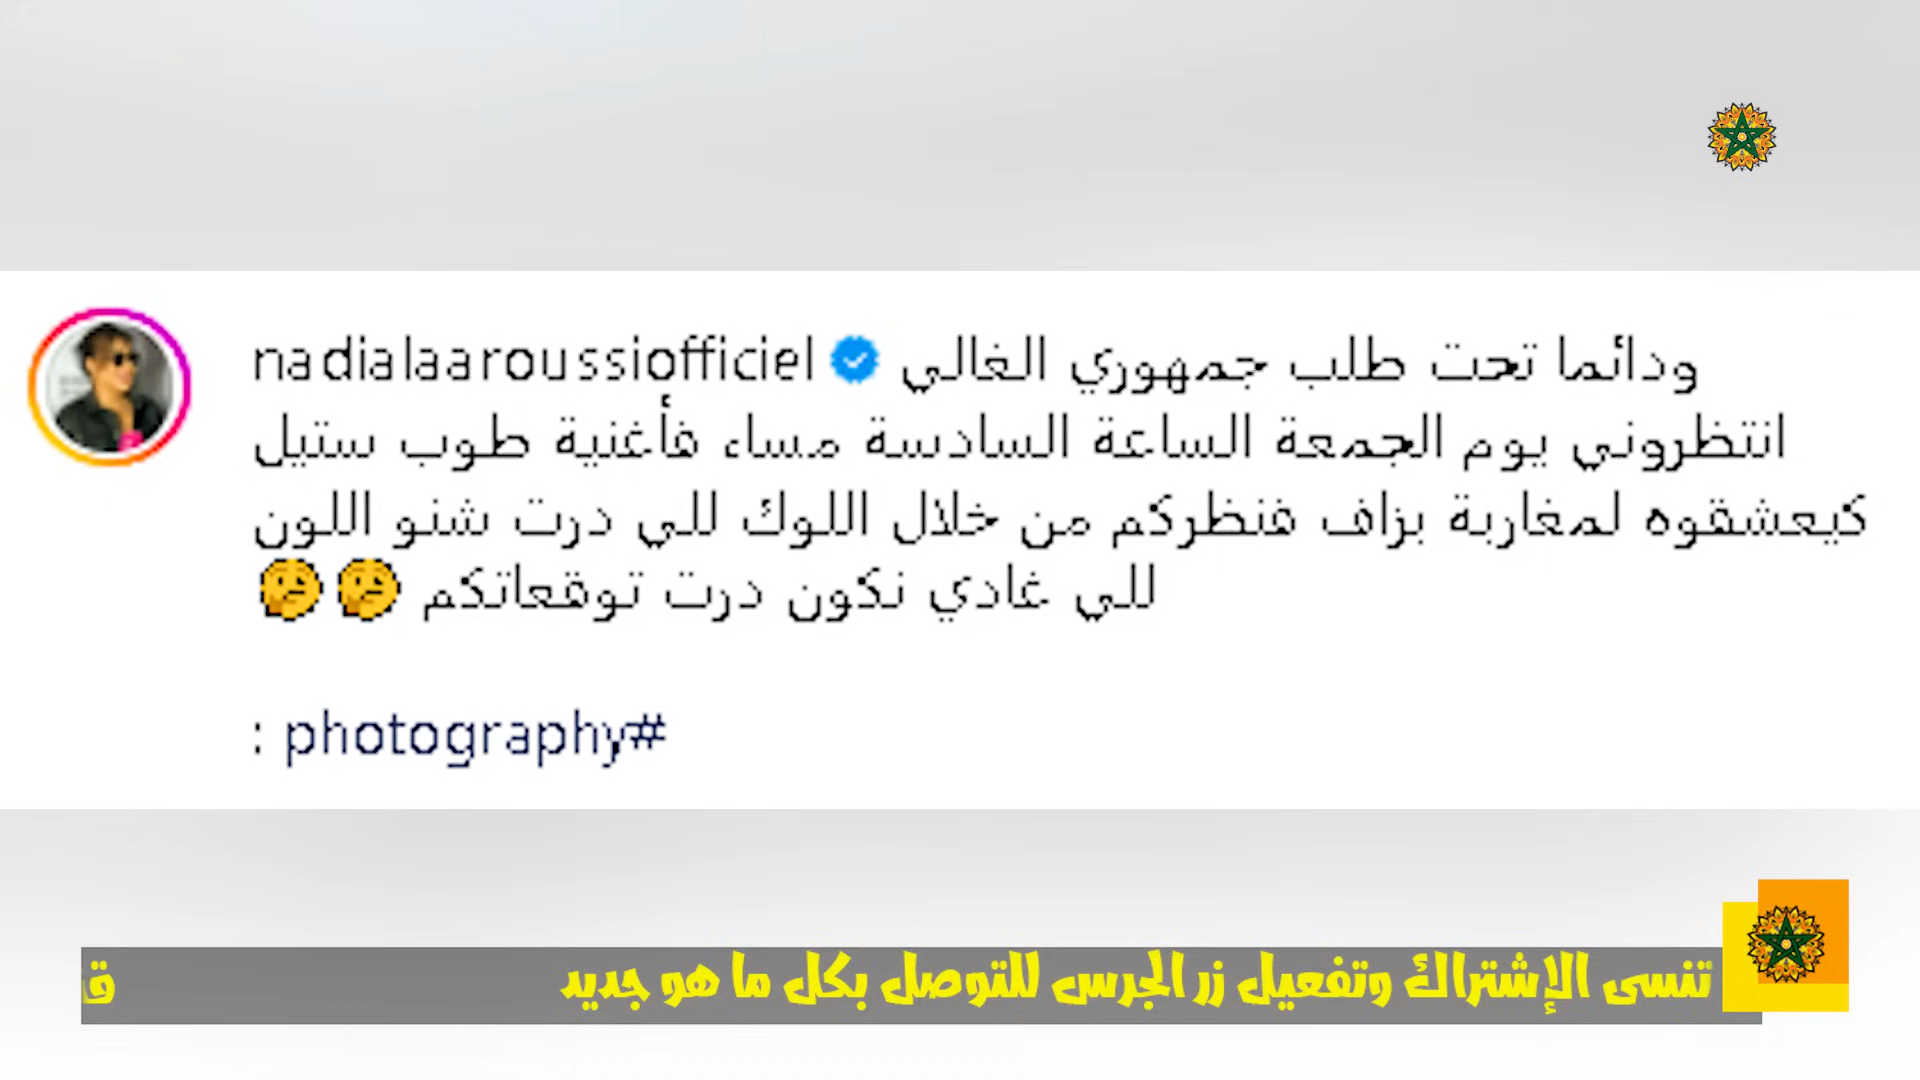 nadialaaroussiofficiel ودائما تحت طلب جمهوري الغالي
انتظروني يوم الجمعة الساعة السادسة مساء فأغنية طوب ستيل
كيعشقوه لمغاربة بزاف فنظركم من خلال اللوك للي درت شنو اللون
للي غادي نكون درت توقعاتكم 🤔🤔
: photography#
تنسى الإشتراك وتفعيل زر الجرس للتوصل بكل ما هو جديد